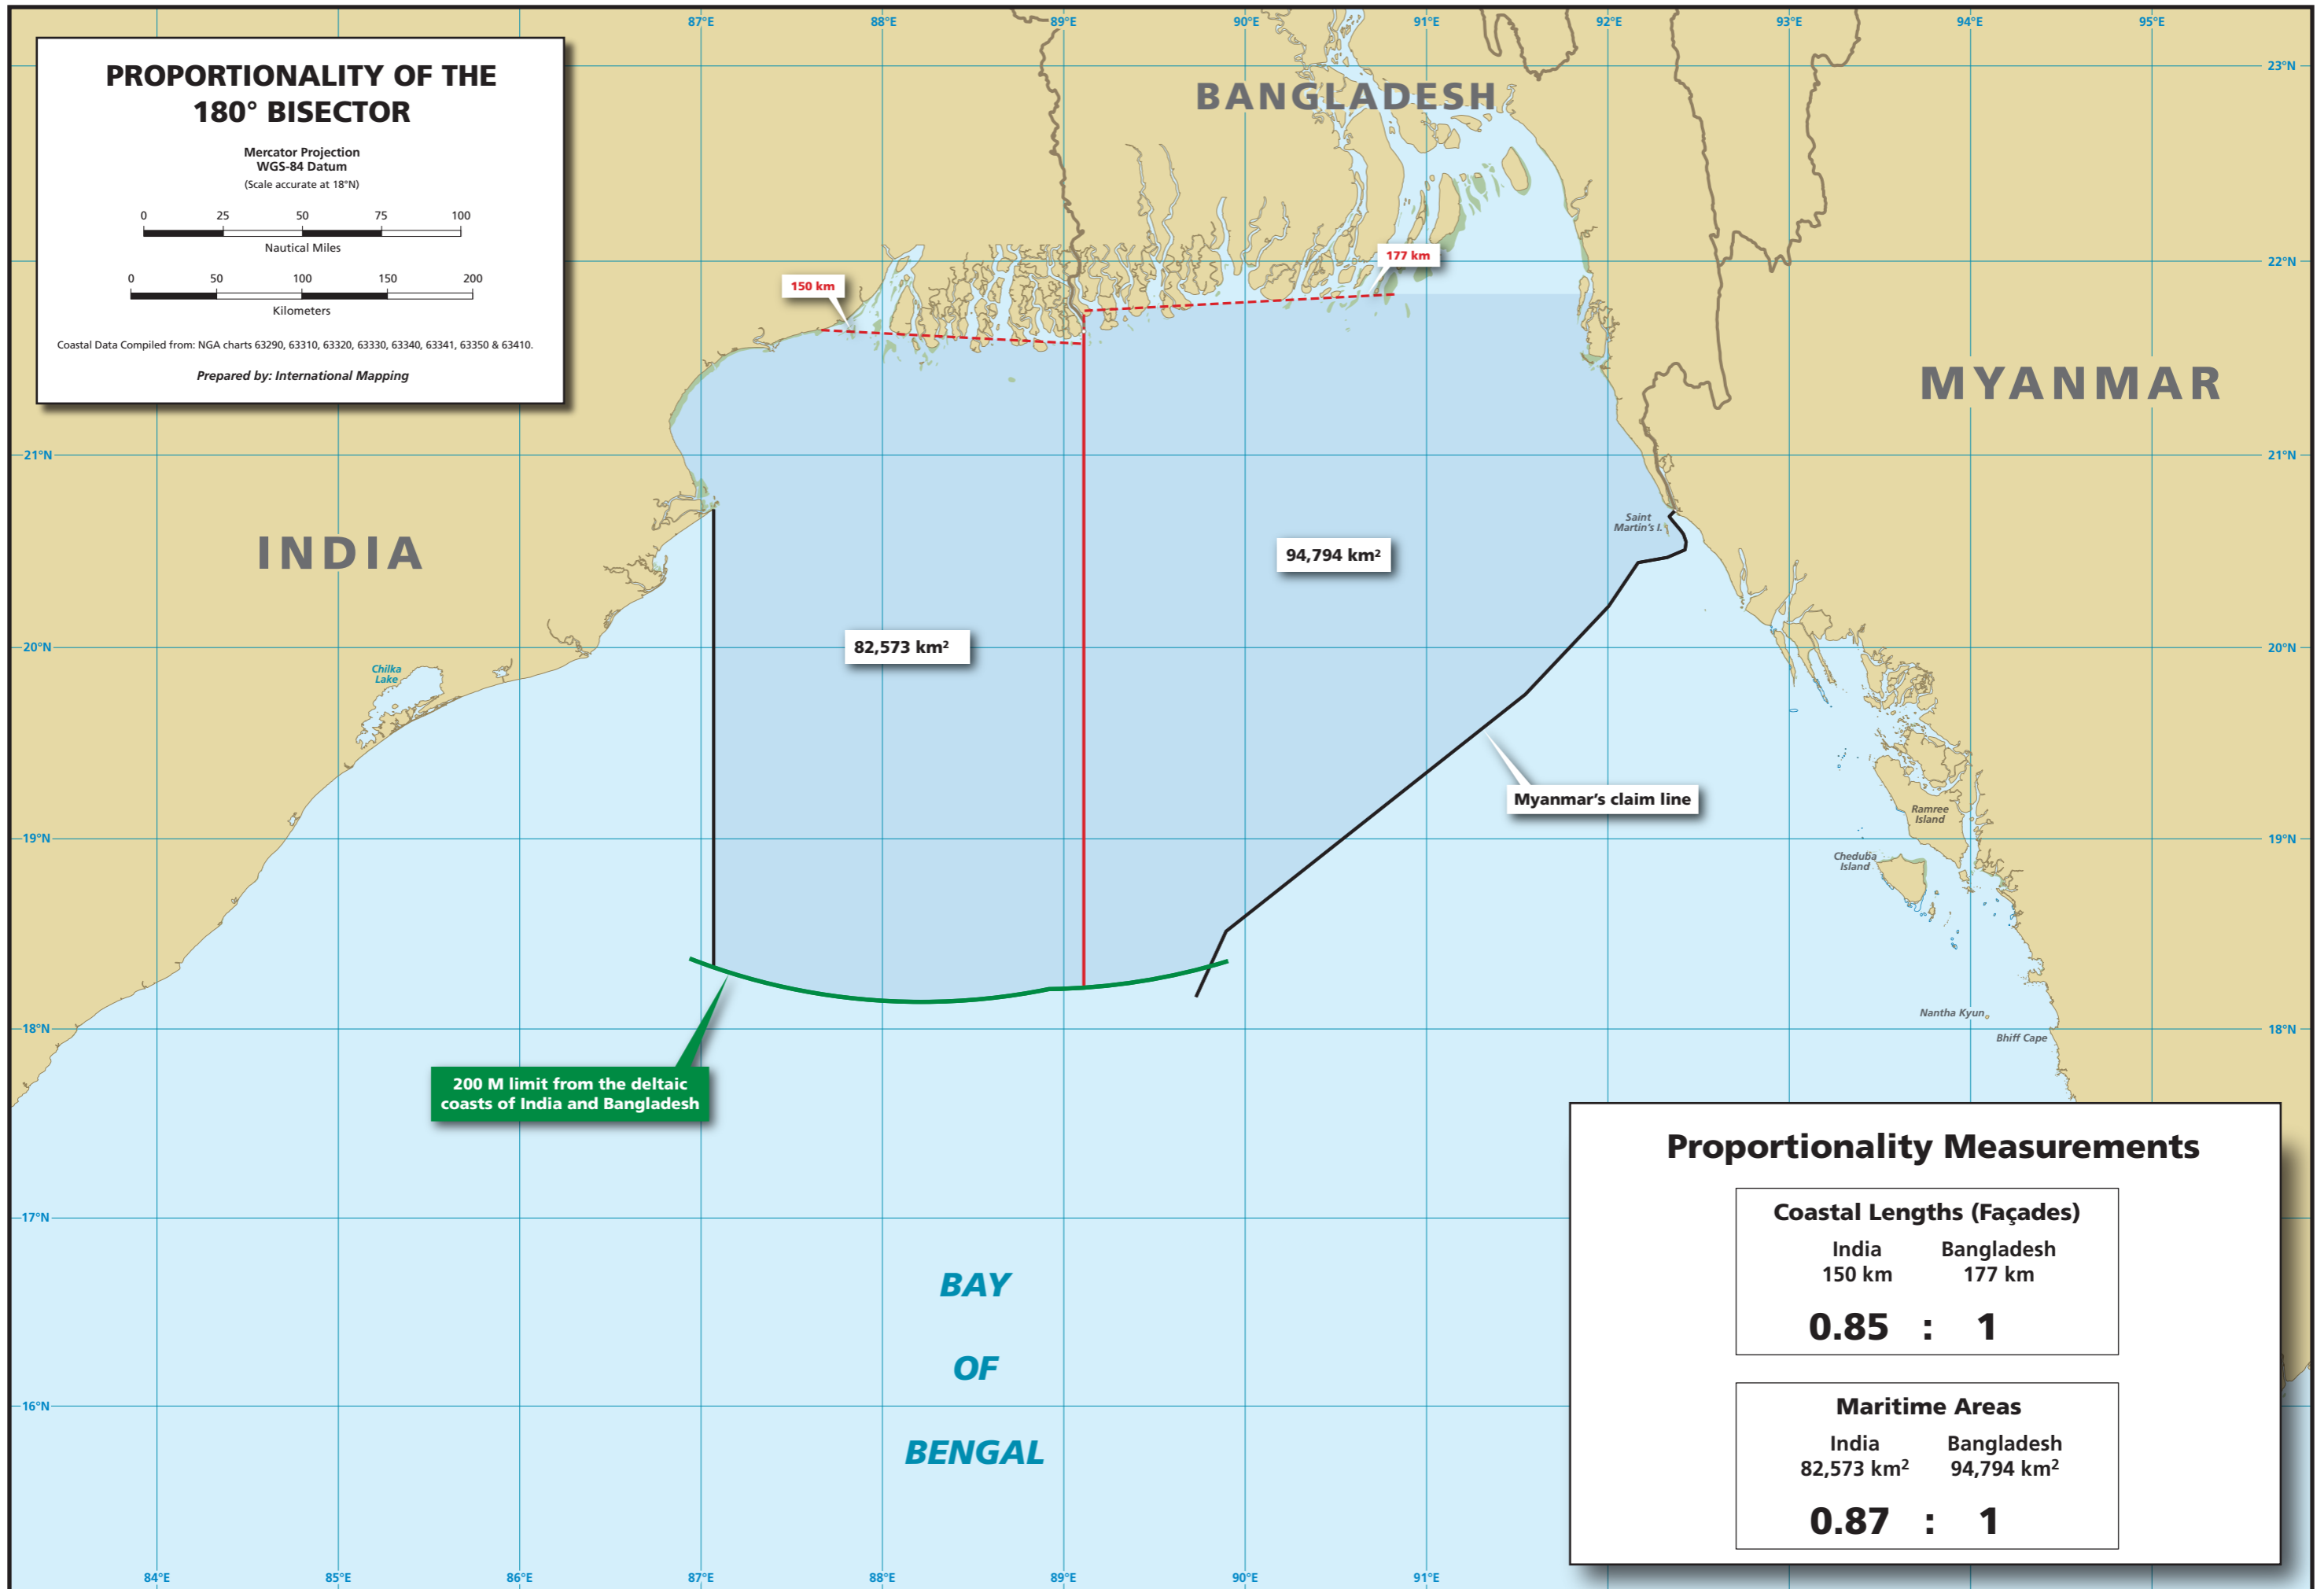 87°E 88°E 89°E 90°E 91°E 92°E 93°E 94°E 95°E
PROPORTIONALITY OF THE
180° BISECTOR
Mercator Projection
WGS-84 Datum
(Scale accurate at 18°N)
0 25 50 75 100
Nautical Miles
0 50 100 150 200
Kilometers
Coastal Data Compiled from: NGA charts 63290, 63310, 63320, 63330, 63340, 63341, 63350 & 63410.
Prepared by: International Mapping
23°N
BANGLADESH
22°N
177 km
150 km
MYANMAR
21°N 21°N
Saint
Martin's I.
INDIA
94,794 km²
82,573 km²
20°N 20°N
Chilka
Lake
Myanmar's claim line
Ramree
Island
19°N 19°N
Cheduba
Island
Nantha Kyun
18°N 18°N
Bhiff Cape
200 M limit from the deltaic
coasts of India and Bangladesh
17°N
16°N
BAY
OF
BENGAL
Proportionality Measurements
Coastal Lengths (Façades)
India Bangladesh
150 km 177 km
0.85 : 1
Maritime Areas
India Bangladesh
82,573 km² 94,794 km²
0.87 : 1
84°E 85°E 86°E 87°E 88°E 89°E 90°E 91°E